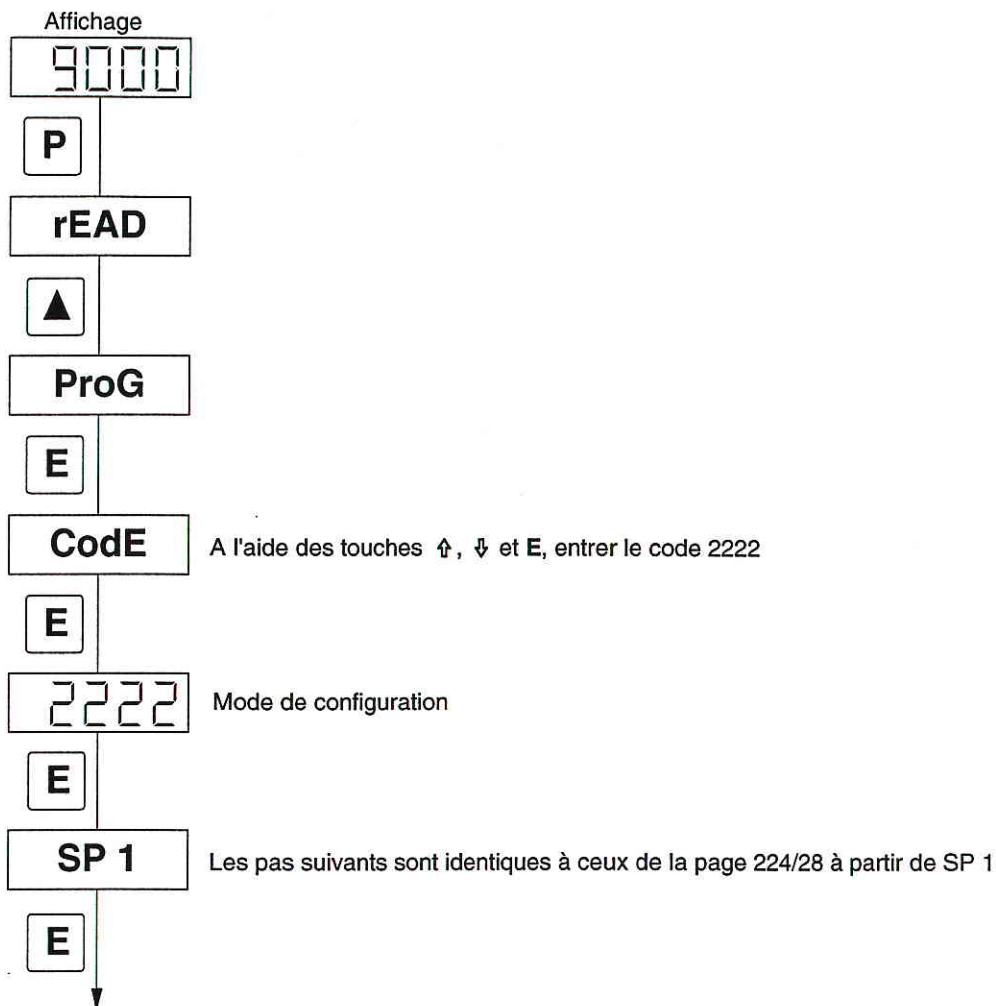 Affichage
9000
P
rEAD
▲
ProG
E
CodE A l'aide des touches ⇧, ⇩ et E, entrer le code 2222
E
2222 Mode de configuration
E
SP 1 Les pas suivants sont identiques à ceux de la page 224/28 à partir de SP 1
E